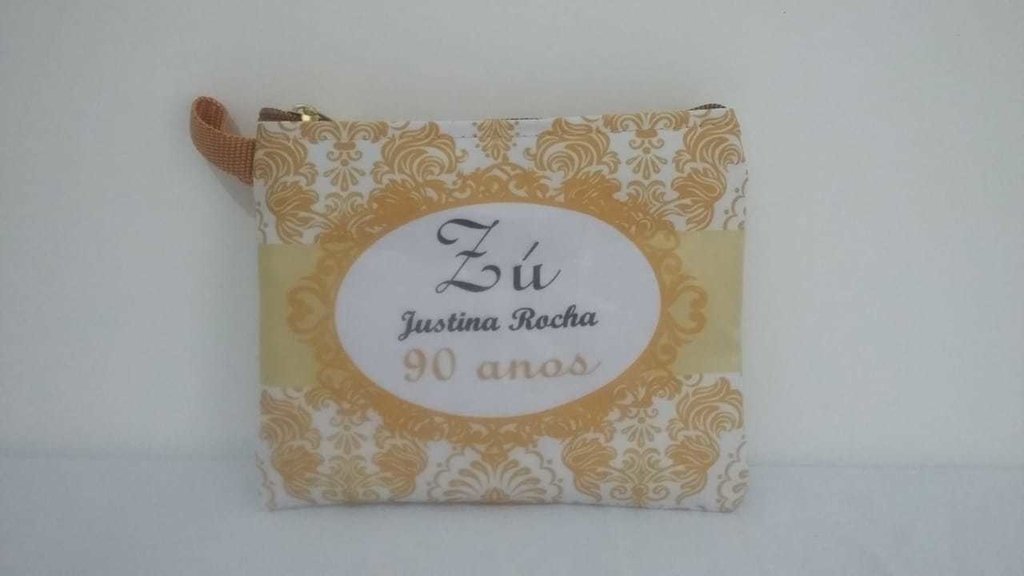 Zú
Justina Rocha
90 anos